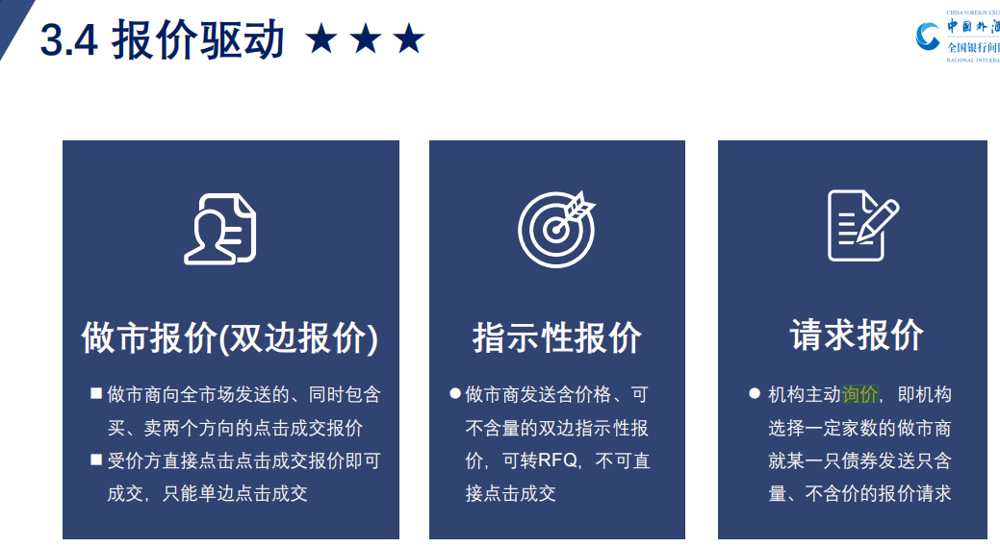 3.4 报价驱动 ★ ★ ★
CHINA FOREIGN EXC
中国外汇
全国银行间
NATIONAL INTERBA
做市报价(双边报价)
做市商向全市场发送的、同时包含
买、卖两个方向的点击成交报价
受价方直接点击点击成交报价即可
成交，只能单边点击成交
指示性报价
做市商发送含价格、可
不含量的双边指示性报
价，可转RFQ，不可直
接点击成交
请求报价
机构主动询价，即机构
选择一定家数的做市商
就某一只债券发送只含
量、不含价的报价请求